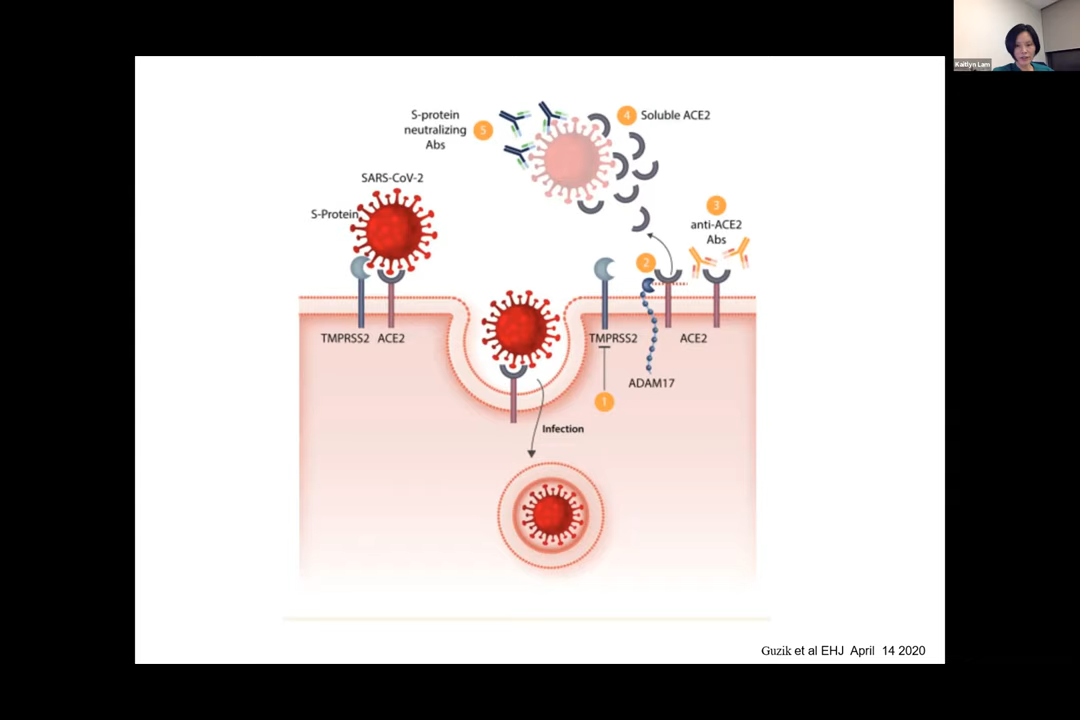 Kaitlyn Lam
S-protein
neutralizing
Abs
5
4
Soluble ACE2
SARS-CoV-2
S-Protein
3
anti-ACE2
Abs
2
TMPRSS2
ACE2
TMPRSS2
ACE2
ADAM17
1
Infection
Guzik et al EHJ April 14 2020